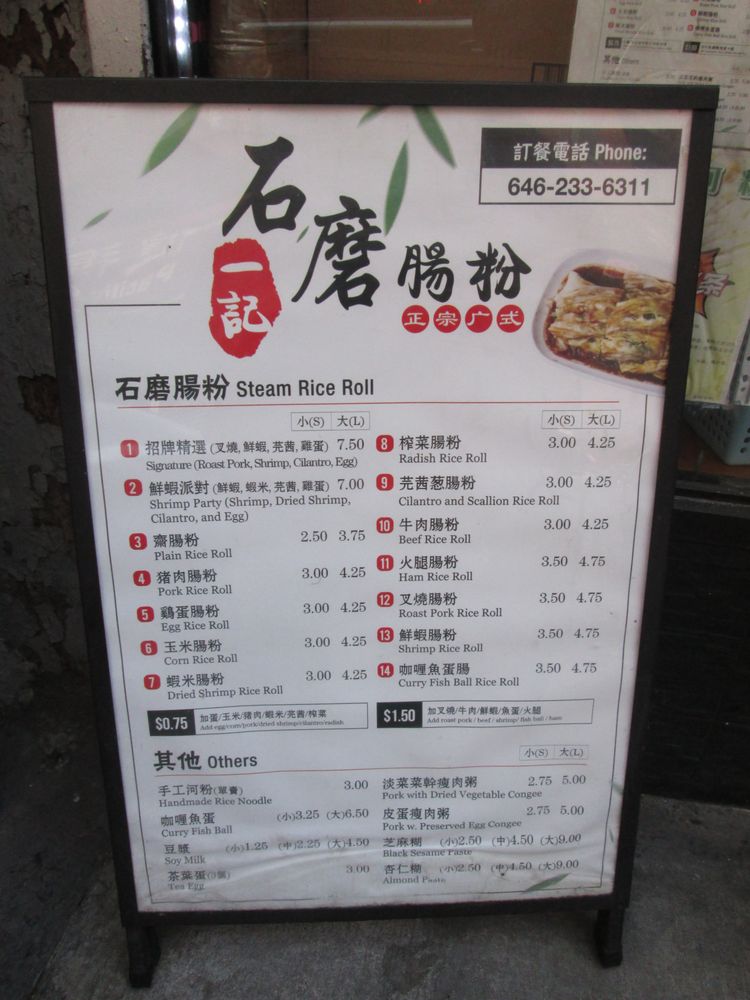 訂餐電話 Phone:
646-233-6311
石磨腸粉
一記
正宗广式
石磨腸粉 Steam Rice Roll
小(S) 大(L)
1 招牌精選 (叉燒, 鮮蝦, 芫茜, 雞蛋) 7.50
Signature (Roast Pork, Shrimp, Cilantro, Egg)
2 鮮蝦派對 (鮮蝦, 蝦米, 芫茜, 雞蛋) 7.00
Shrimp Party (Shrimp, Dried Shrimp,
Cilantro, and Egg)
3 齋腸粉 2.50 3.75
Plain Rice Roll
4 猪肉腸粉 3.00 4.25
Pork Rice Roll
5 鷄蛋腸粉 3.00 4.25
Egg Rice Roll
6 玉米腸粉 3.00 4.25
Corn Rice Roll
7 蝦米腸粉 3.00 4.25
Dried Shrimp Rice Roll
$0.75 加蛋/玉米/猪肉/蝦米/芫茜/榨菜
Add egg/corn/pork/dried shrimp/cilantro/radish
小(S) 大(L)
8 榨菜腸粉 3.00 4.25
Radish Rice Roll
9 芫茜葱腸粉 3.00 4.25
Cilantro and Scallion Rice Roll
10 牛肉腸粉 3.00 4.25
Beef Rice Roll
11 火腿腸粉 3.50 4.75
Ham Rice Roll
12 叉燒腸粉 3.50 4.75
Roast Pork Rice Roll
13 鮮蝦腸粉 3.50 4.75
Shrimp Rice Roll
14 咖喱魚蛋腸 3.50 4.75
Curry Fish Ball Rice Roll
$1.50 加叉燒/牛肉/鮮蝦/魚蛋/火腿
Add roast pork / beef / shrimp/ fish ball / ham
其他 Others
手工河粉(單賣) 3.00
Handmade Rice Noodle
咖喱魚蛋 (小)3.25 (大)6.50
Curry Fish Ball
豆漿 (小)1.25 (中)2.25 (大)4.50
Soy Milk
茶葉蛋 3.00
Tea Egg
小(S) 大(L)
淡菜菜幹瘦肉粥 2.75 5.00
Pork with Dried Vegetable Congee
皮蛋瘦肉粥 2.75 5.00
Pork w. Preserved Egg Congee
芝麻糊 (小)2.50 (中)4.50 (大)9.00
Black Sesame Paste
杏仁糊 (小)2.50 (中)4.50 (大)9.00
Almond Paste
其他 Others